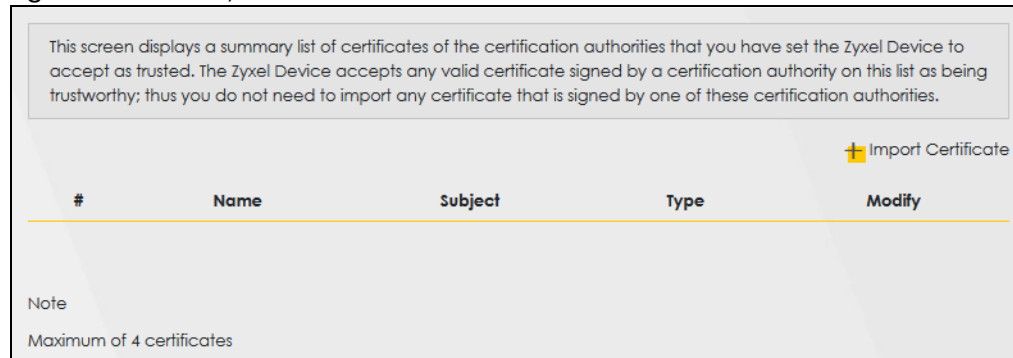 This screen displays a summary list of certificates of the certification authorities that you have set the Zyxel Device to
accept as trusted. The Zyxel Device accepts any valid certificate signed by a certification authority on this list as being
trustworthy; thus you do not need to import any certificate that is signed by one of these certification authorities.
+ Import Certificate
# Name Subject Type Modify
Note
Maximum of 4 certificates